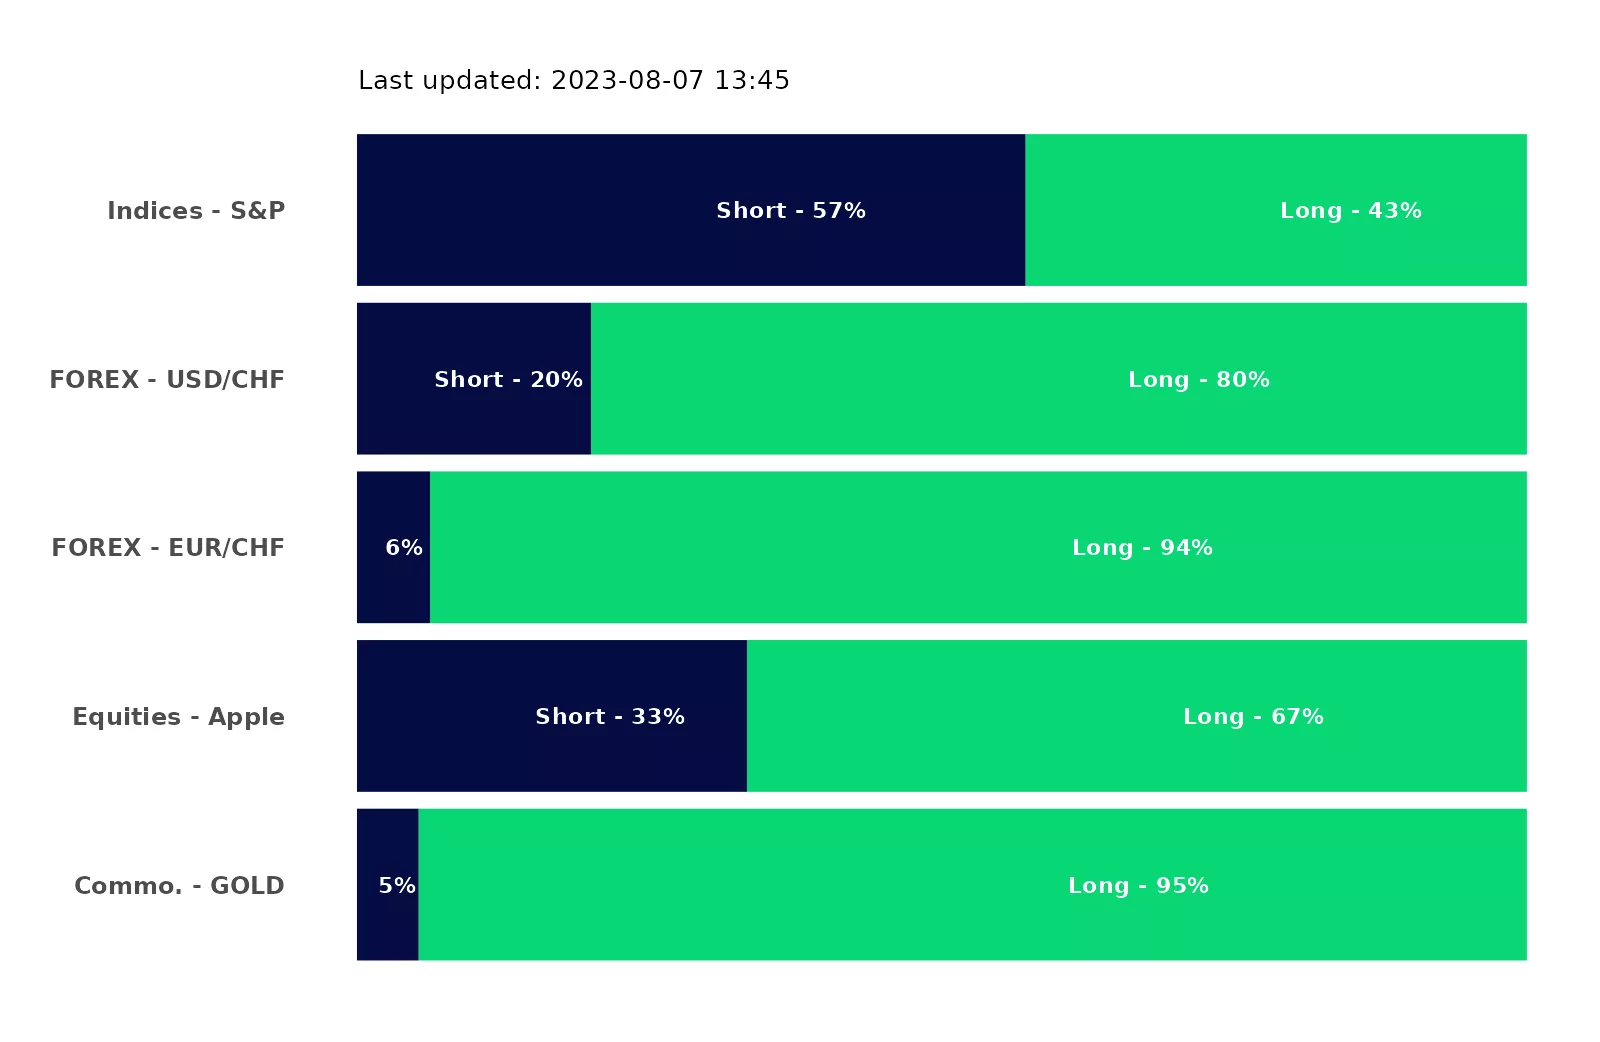 Last updated: 2023-08-07 13:45
Indices - S&P
Short - 57%
Long - 43%
FOREX - USD/CHF
Short - 20%
Long - 80%
FOREX - EUR/CHF
6%
Long - 94%
Equities - Apple
Short - 33%
Long - 67%
Commo. - GOLD
5%
Long - 95%